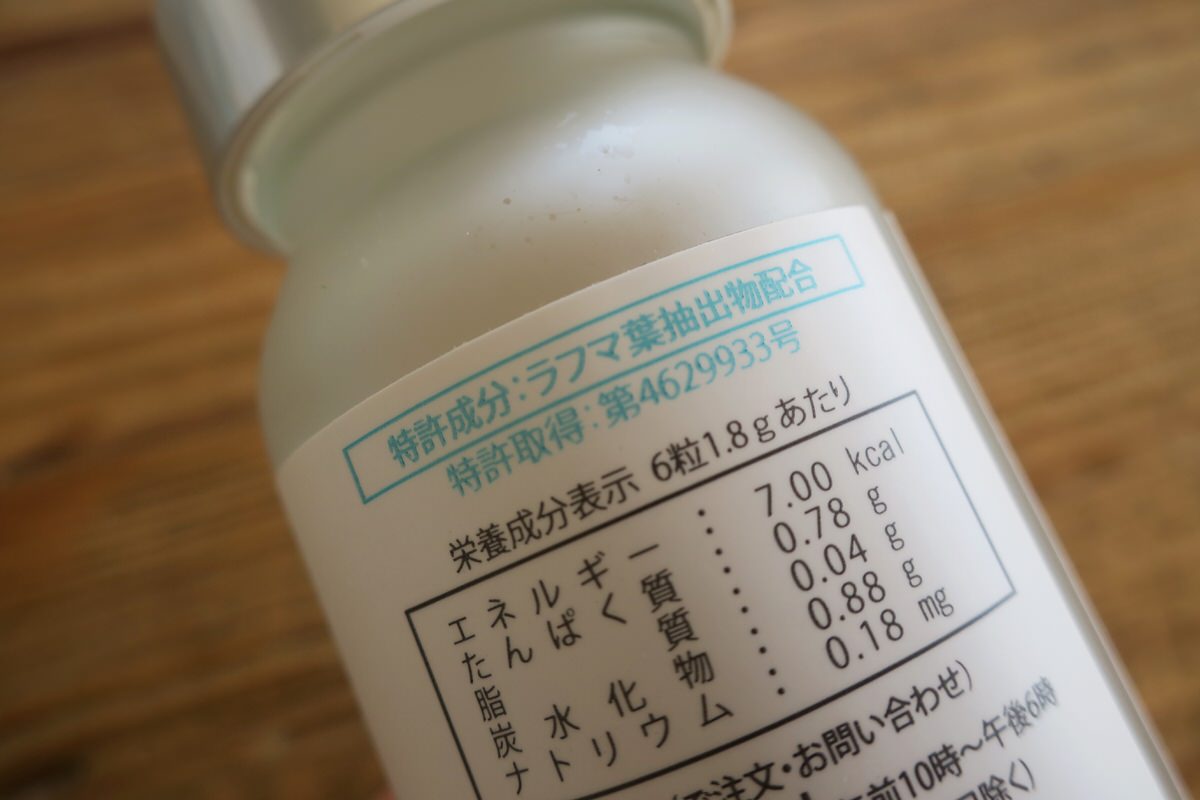 特許成分：ラフマ葉抽出物配合
特許取得：第4629933号
栄養成分表示 6粒1.8gあたり
エネルギー ････ 7.00 kcal
たんぱく質 ････ 0.78 g
脂質 ････ 0.04 g
炭水化物 ････ 0.88 g
ナトリウム ････ 0.18 mg
注文・お問い合わせ)
前10時～午後6時
除く)